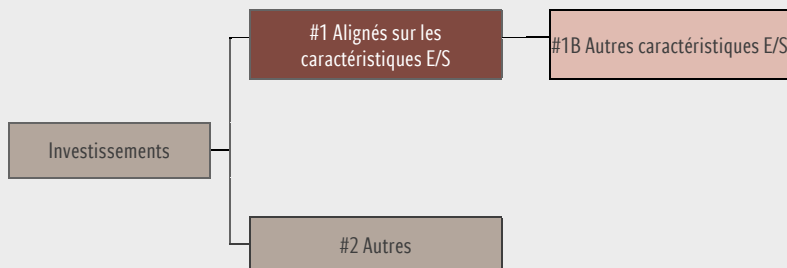 #1 Alignés sur les
caractéristiques E/S
#1B Autres caractéristiques E/S
Investissements
#2 Autres